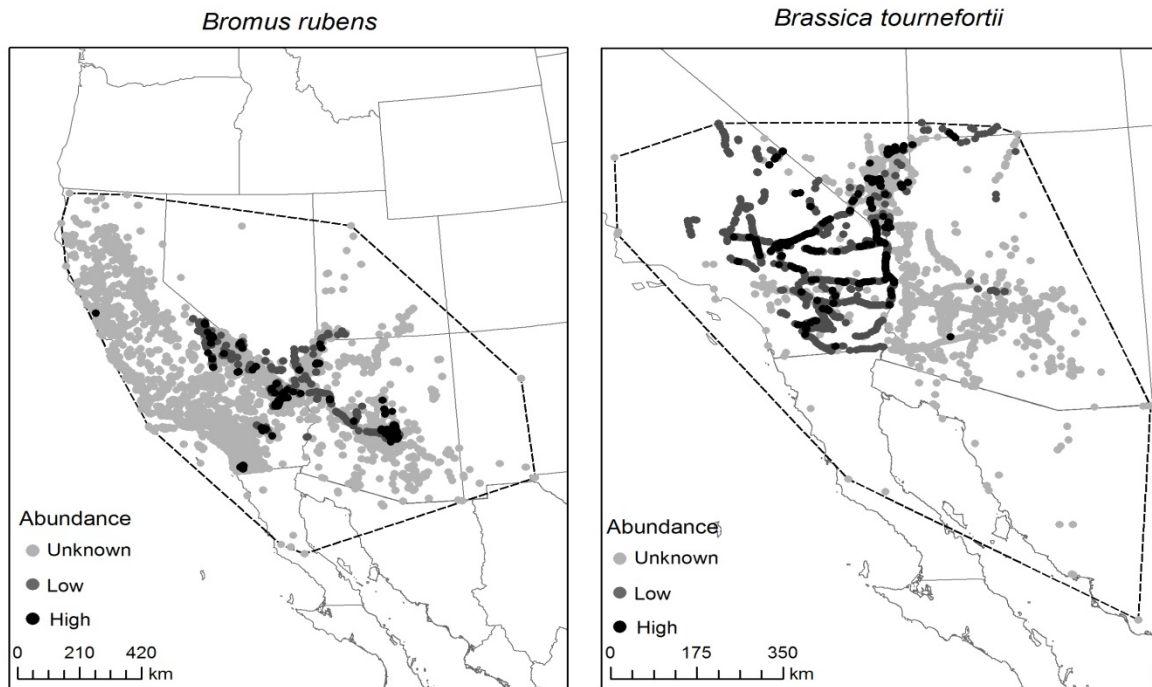 Bromus rubens
Abundance
Unknown
Low
High
0 210 420
km
Brassica tournefortii
Abundance
Unknown
Low
High
0 175 350
km